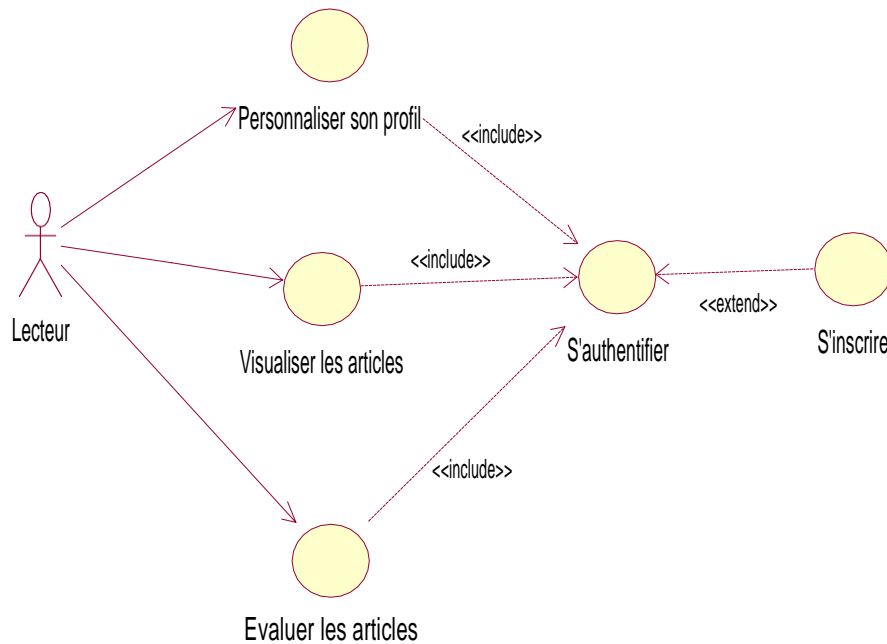 Personnaliser son profil
<<include>>
Lecteur
Visualiser les articles
<<include>>
S'authentifier
<<extend>>
S'inscrire
<<include>>
Evaluer les articles